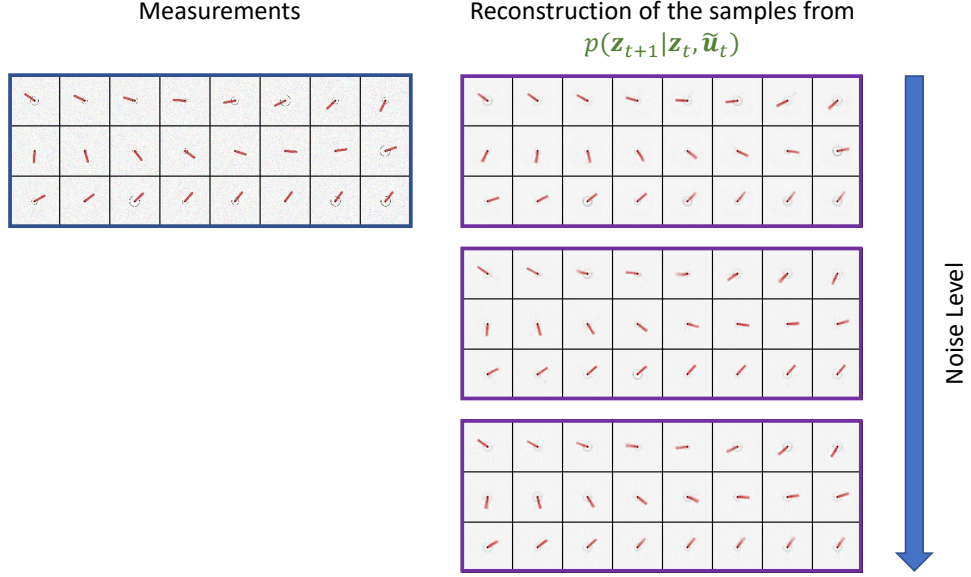 Measurements
Reconstruction of the samples from
p(𝒛ₜ₊₁|𝒛ₜ, 𝒖̃ₜ)
Noise Level